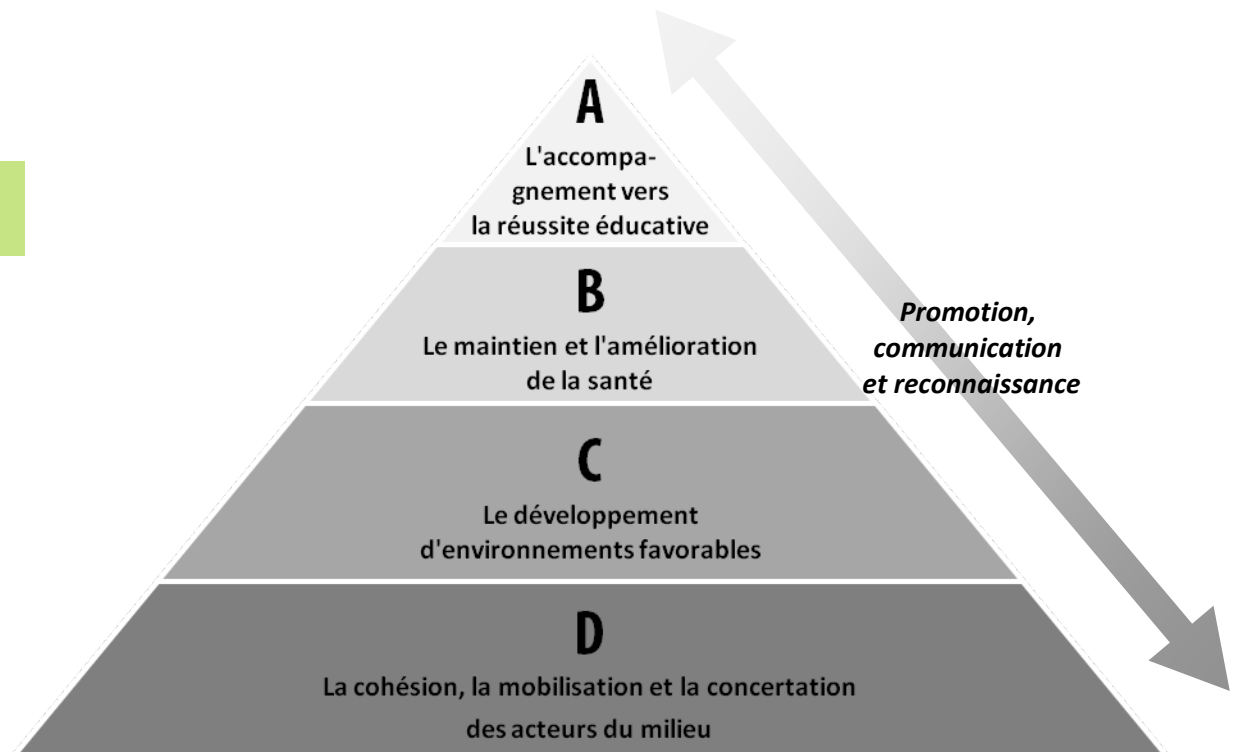 A
L'accompa-
gnement vers
la réussite éducative
B
Le maintien et l'amélioration
de la santé
Promotion,
communication
et reconnaissance
C
Le développement
d'environnements favorables
D
La cohésion, la mobilisation et la concertation
des acteurs du milieu